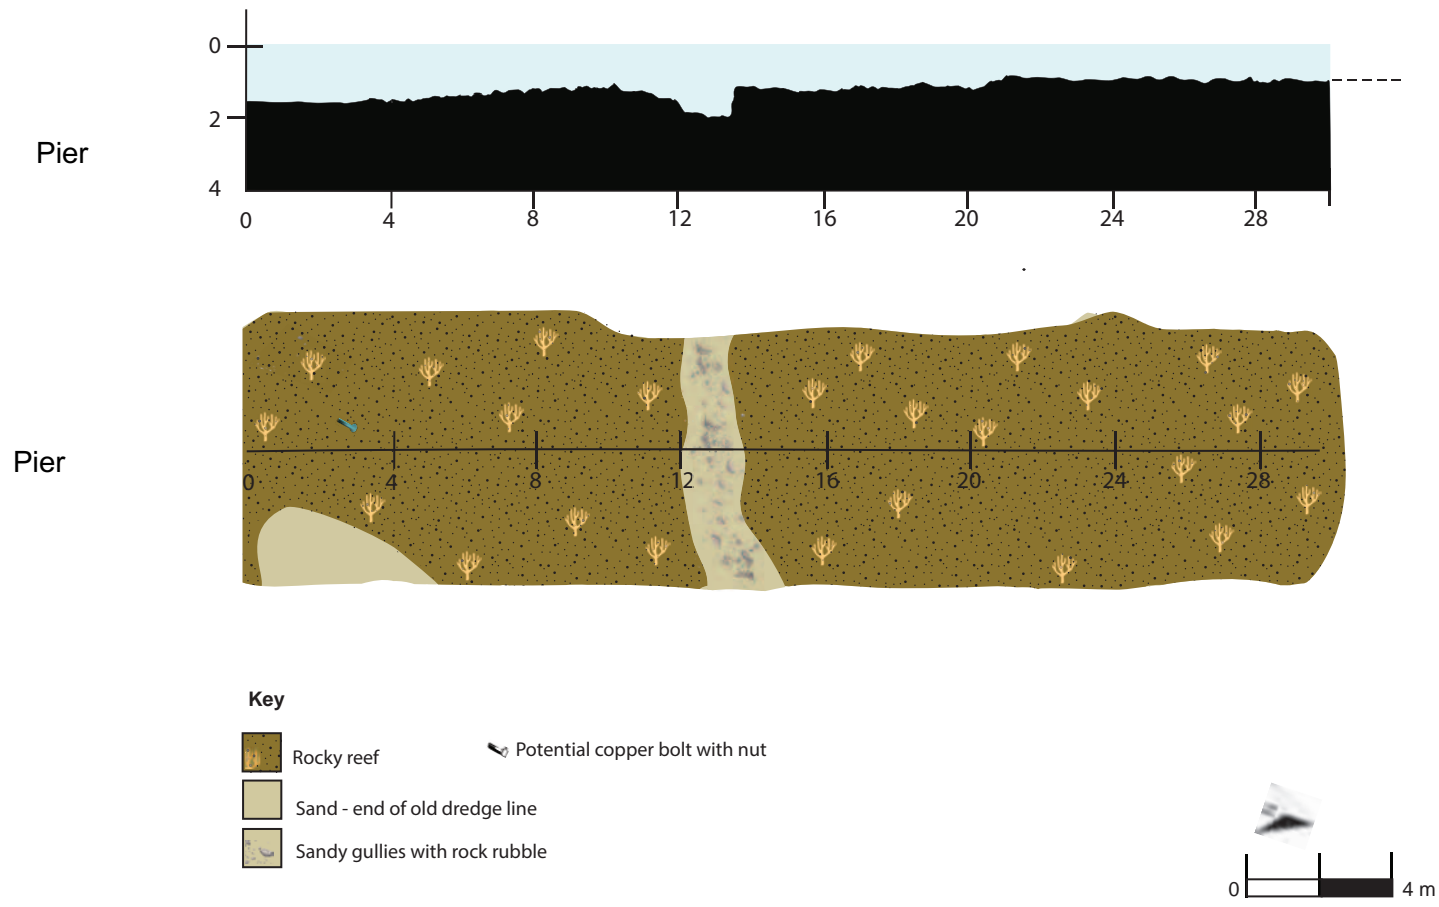 0
2
Pier
4
0 4 8 12 16 20 24 28
Pier
0 4 8 12 16 20 24 28
Key
Rocky reef
Potential copper bolt with nut
Sand - end of old dredge line
Sandy gullies with rock rubble
0 4 m